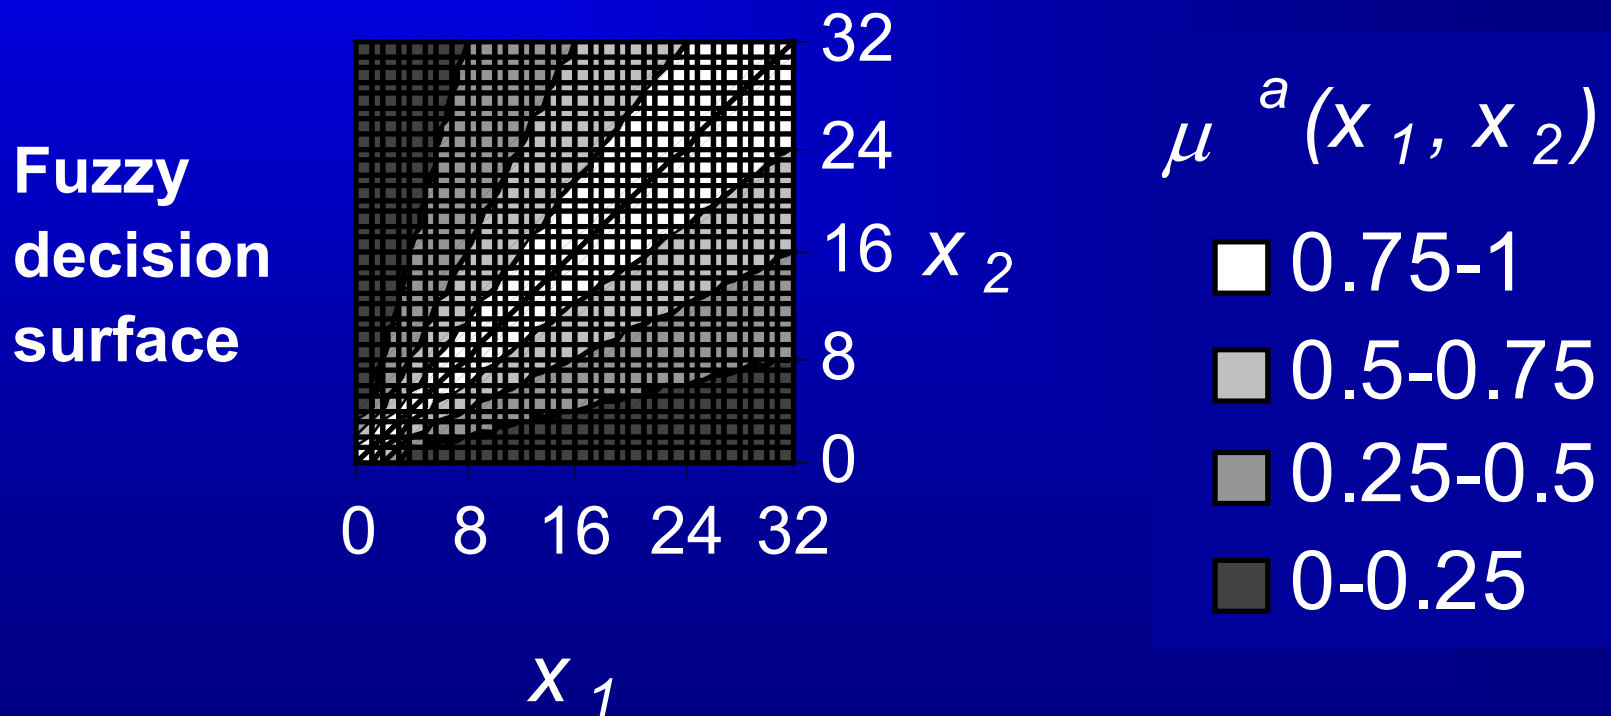 Fuzzy
decision
surface
32
24
16
8
0
x 2
0 8 16 24 32
x 1
μ a (x 1, x 2)
0.75-1
0.5-0.75
0.25-0.5
0-0.25